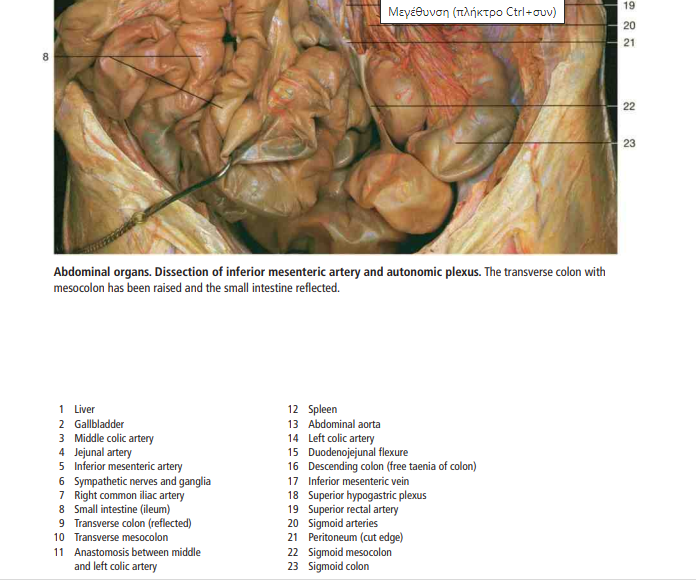 19
Μεγέθυνση (πλήκτρο Ctrl+συν)
20
21
8
22
23
Abdominal organs. Dissection of inferior mesenteric artery and autonomic plexus. The transverse colon with
mesocolon has been raised and the small intestine reflected.
1 Liver
2 Gallbladder
3 Middle colic artery
4 Jejunal artery
5 Inferior mesenteric artery
6 Sympathetic nerves and ganglia
7 Right common iliac artery
8 Small intestine (ileum)
9 Transverse colon (reflected)
10 Transverse mesocolon
11 Anastomosis between middle
and left colic artery
12 Spleen
13 Abdominal aorta
14 Left colic artery
15 Duodenojejunal flexure
16 Descending colon (free taenia of colon)
17 Inferior mesenteric vein
18 Superior hypogastric plexus
19 Superior rectal artery
20 Sigmoid arteries
21 Peritoneum (cut edge)
22 Sigmoid mesocolon
23 Sigmoid colon